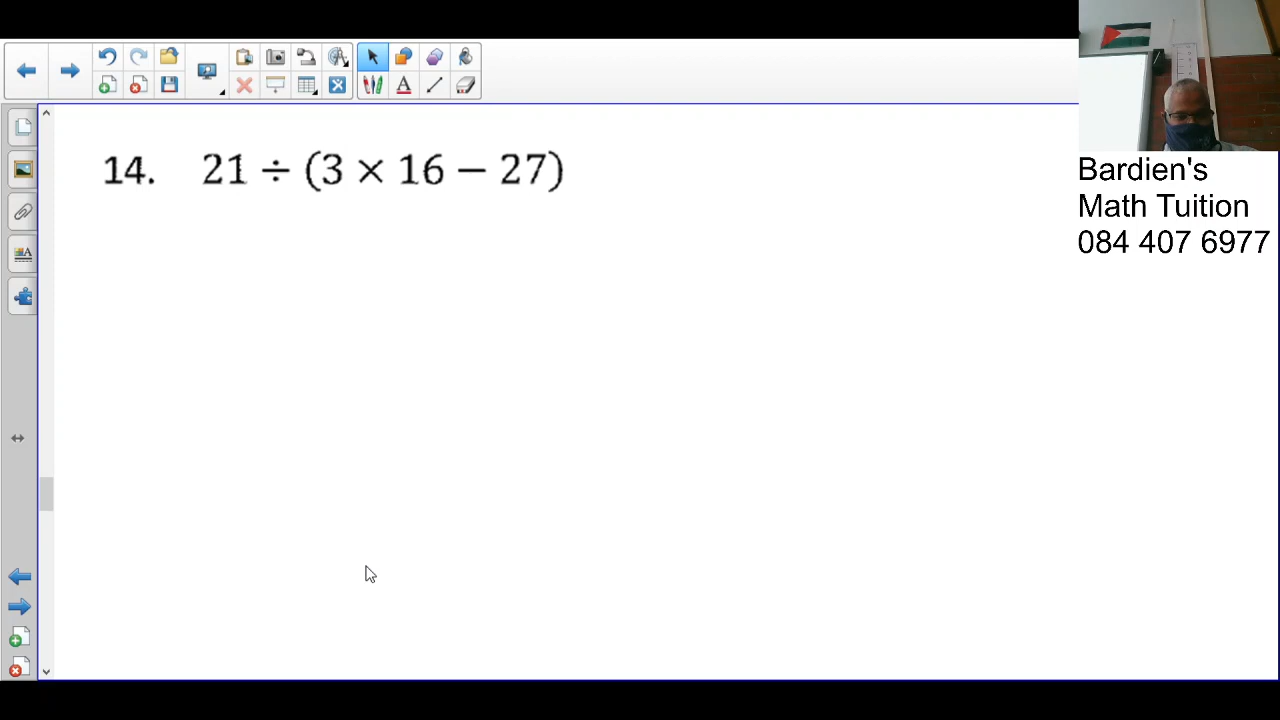 14. 21 ÷ (3 × 16 − 27)
Bardien's
Math Tuition
084 407 6977